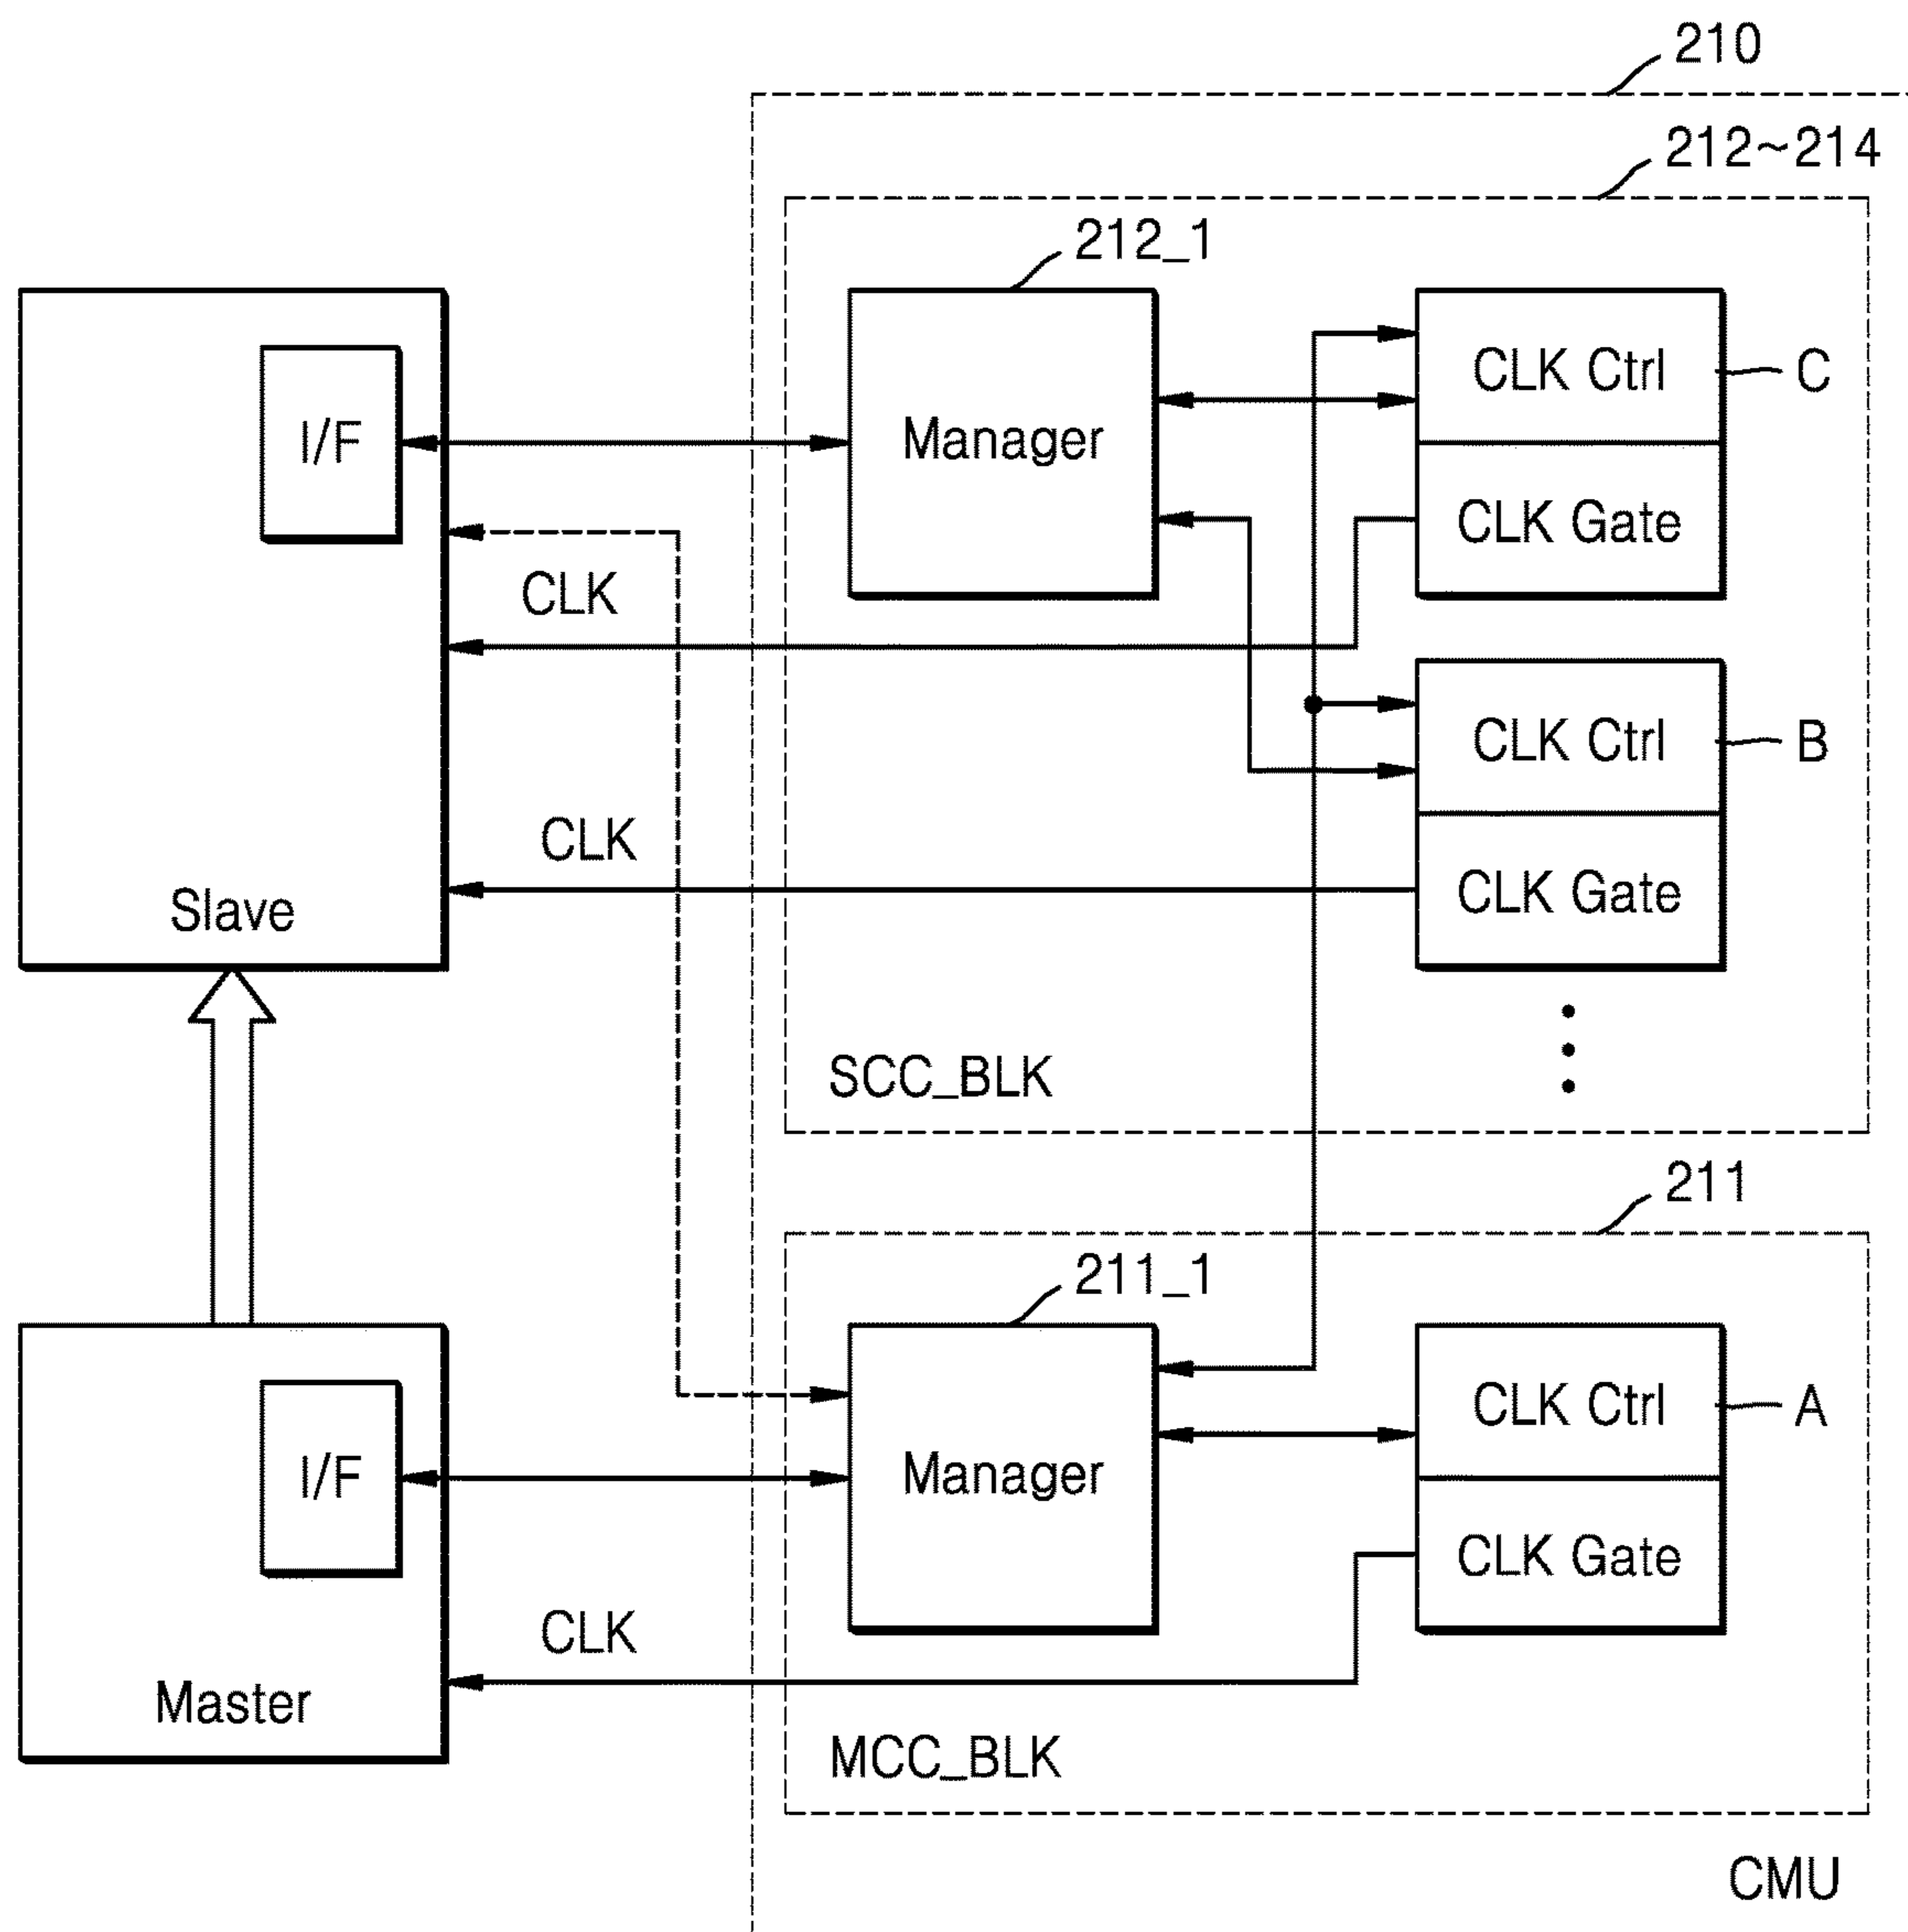 210
212~214
212_1
I/F
Manager
CLK Ctrl
C
CLK Gate
CLK
CLK Ctrl
B
CLK
CLK Gate
Slave
SCC_BLK
211
211_1
I/F
Manager
CLK Ctrl
A
CLK Gate
CLK
Master
MCC_BLK
CMU